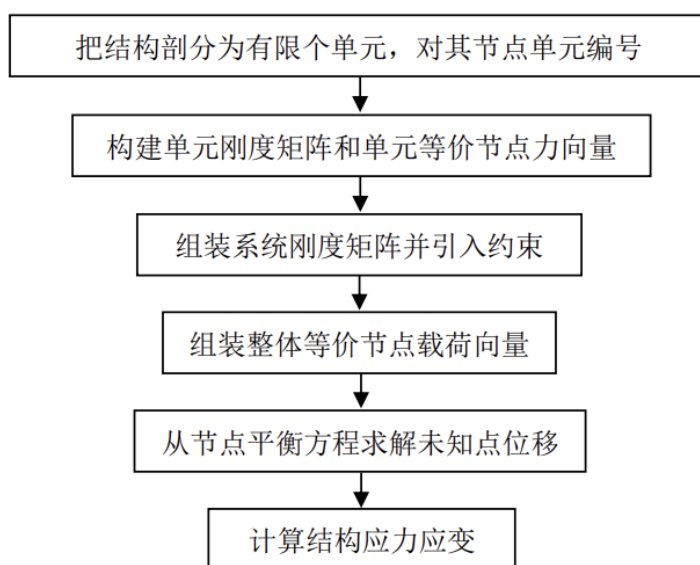 把结构剖分为有限个单元，对其节点单元编号
构建单元刚度矩阵和单元等价节点力向量
组装系统刚度矩阵并引入约束
组装整体等价节点载荷向量
从节点平衡方程求解未知点位移
计算结构应力应变